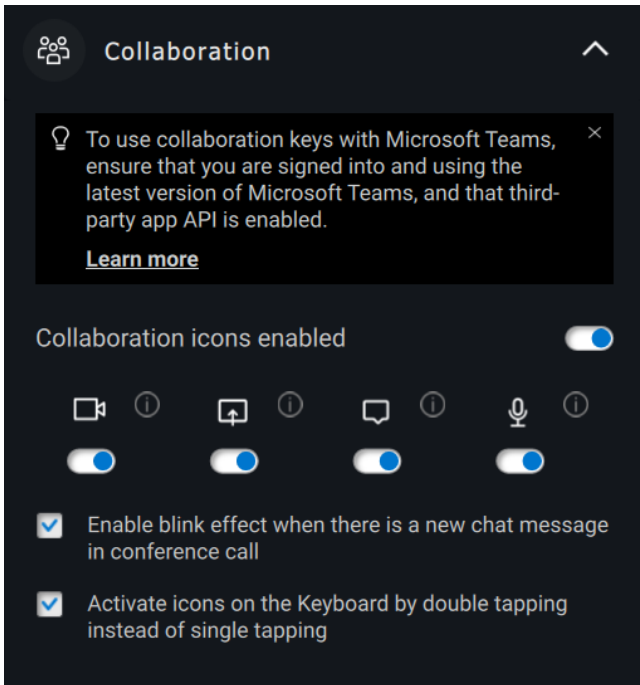 Collaboration
To use collaboration keys with Microsoft Teams,
ensure that you are signed into and using the
latest version of Microsoft Teams, and that third-
party app API is enabled.
Learn more
Collaboration icons enabled
Enable blink effect when there is a new chat message
in conference call
Activate icons on the Keyboard by double tapping
instead of single tapping